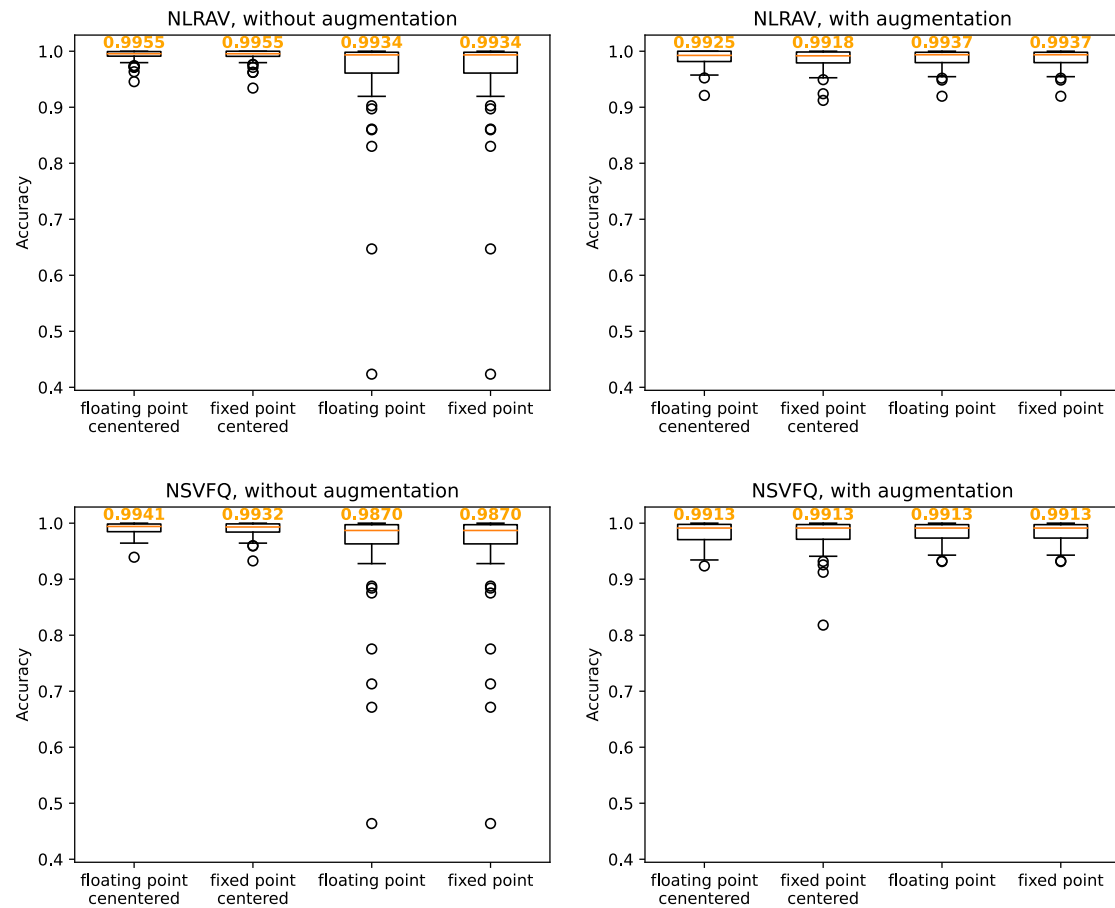 NLRAV, without augmentation
0.9955 0.9955 0.9934 0.9934
1.0
0.9
0.8
0.7
0.6
0.5
0.4
Accuracy
floating point fixed point floating point fixed point
cenentered centered
NLRAV, with augmentation
0.9925 0.9918 0.9937 0.9937
1.0
0.9
0.8
0.7
0.6
0.5
0.4
Accuracy
floating point fixed point floating point fixed point
cenentered centered
NSVFQ, without augmentation
0.9941 0.9932 0.9870 0.9870
1.0
0.9
0.8
0.7
0.6
0.5
0.4
Accuracy
floating point fixed point floating point fixed point
cenentered centered
NSVFQ, with augmentation
0.9913 0.9913 0.9913 0.9913
1.0
0.9
0.8
0.7
0.6
0.5
0.4
Accuracy
floating point fixed point floating point fixed point
cenentered centered